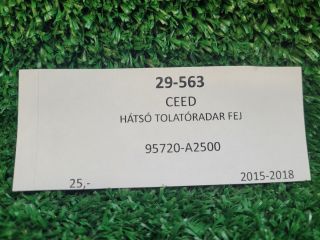 29-563
CEED
HÁTSÓ TOLATÓRADAR FEJ
95720-A2500
25,- 2015-2018